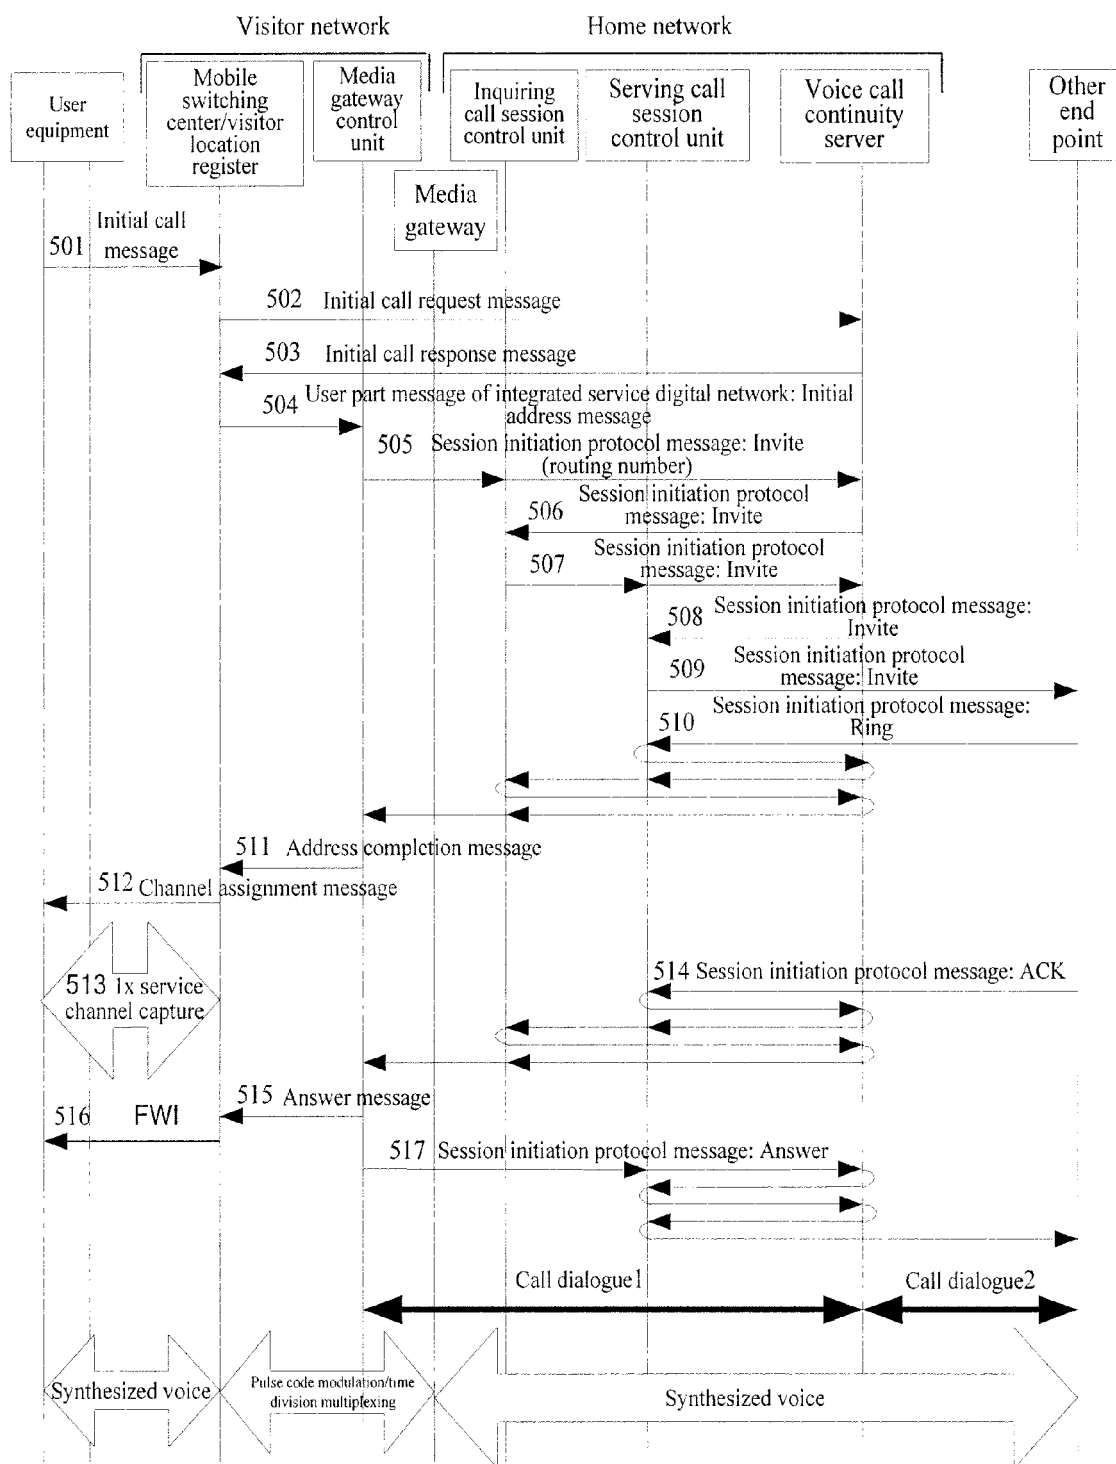 Visitor network
Home network
User
equipment
Mobile
switching
center/visitor
location
register
Media
gateway
control
unit
Media
gateway
Inquiring
call session
control unit
Serving call
session
control unit
Voice call
continuity
server
Other
end
point
501
Initial call
message
502 Initial call request message
503 Initial call response message
504 User part message of integrated service digital network: Initial
address message
505 Session initiation protocol message: Invite
(routing number)
506 Session initiation protocol
message: Invite
507 Session initiation protocol
message: Invite
508 Session initiation protocol message:
Invite
509 Session initiation protocol
message: Invite
510 Session initiation protocol message:
Ring
511 Address completion message
512 Channel assignment message
513 1x service
channel capture
514 Session initiation protocol message: ACK
515 Answer message
516 FWI
517 Session initiation protocol message: Answer
Call dialogue1
Call dialogue2
Synthesized voice
Pulse code modulation/time
division multiplexing
Synthesized voice